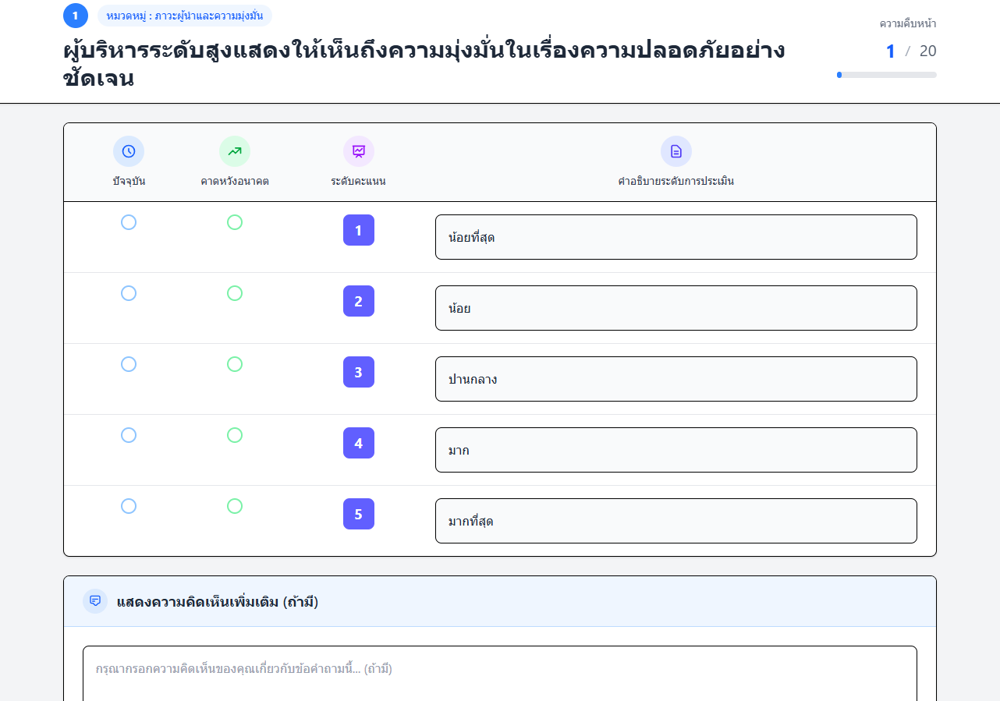 1
หมวดหมู่ : ภาวะผู้นำและความมุ่งมั่น
ผู้บริหารระดับสูงแสดงให้เห็นถึงความมุ่งมั่นในเรื่องความปลอดภัยอย่าง
ชัดเจน
ความคืบหน้า
1 / 20
ปัจจุบัน
คาดหวังอนาคต
ระดับคะแนน
คำอธิบายระดับการประเมิน
1
น้อยที่สุด
2
น้อย
3
ปานกลาง
4
มาก
5
มากที่สุด
แสดงความคิดเห็นเพิ่มเติม (ถ้ามี)
กรุณากรอกความคิดเห็นของคุณเกี่ยวกับข้อคำถามนี้... (ถ้ามี)